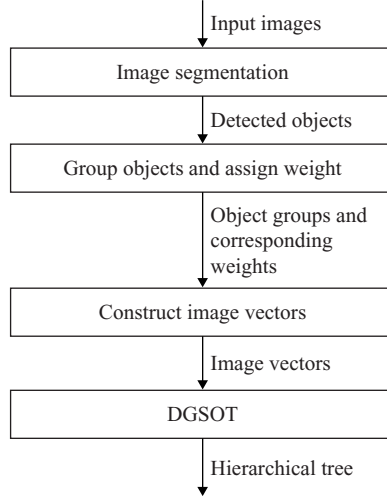 Input images
Image segmentation
Detected objects
Group objects and assign weight
Object groups and
corresponding
weights
Construct image vectors
Image vectors
DGSOT
Hierarchical tree